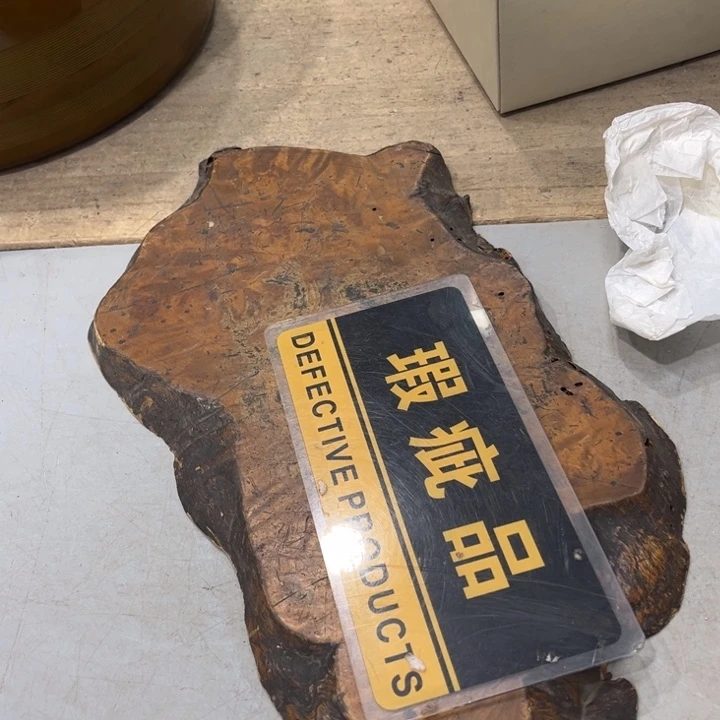 瑕疵品
DEFECTIVE PRODUCTS